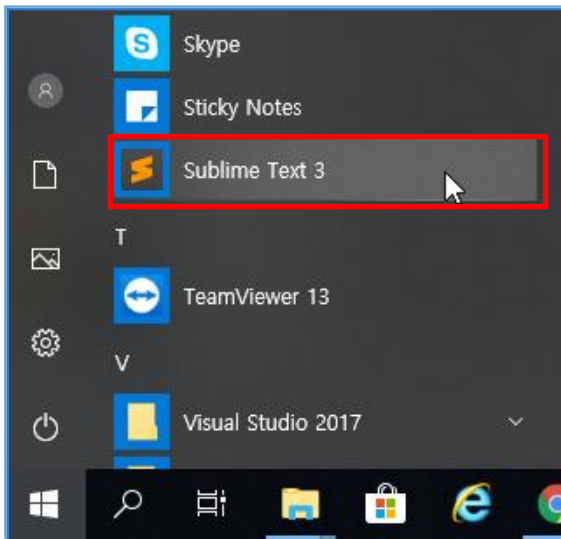 Skype
Sticky Notes
Sublime Text 3
T
TeamViewer 13
V
Visual Studio 2017